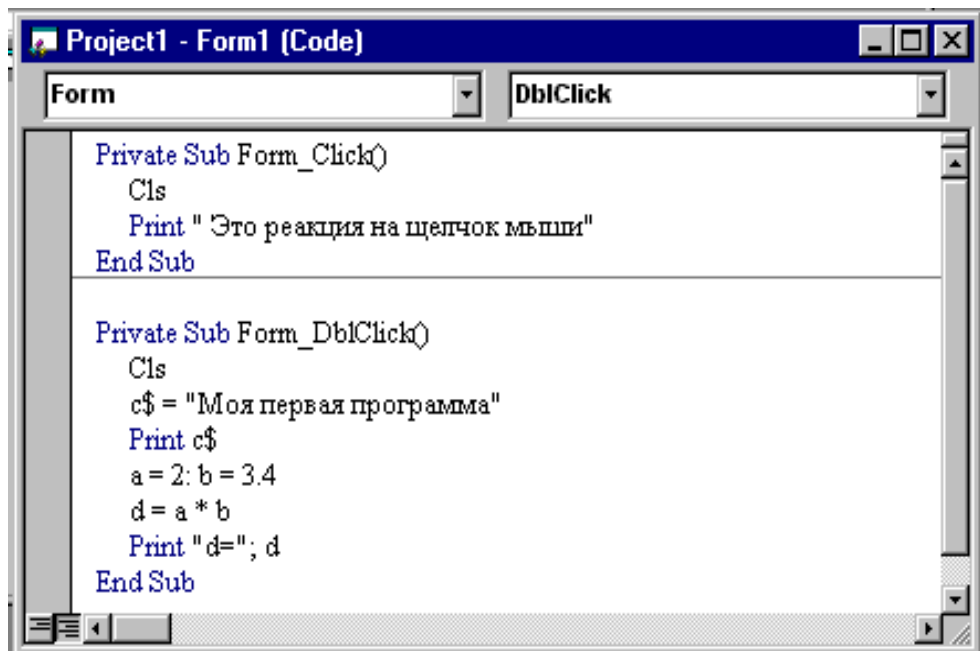 Project1 - Form1 (Code)
Form DblClick
Private Sub Form_Click()
Cls
Print " Это реакция на щелчок мыши"
End Sub
Private Sub Form_DblClick()
Cls
c$ = "Моя первая программа"
Print c$
a = 2: b = 3.4
d = a * b
Print "d="; d
End Sub